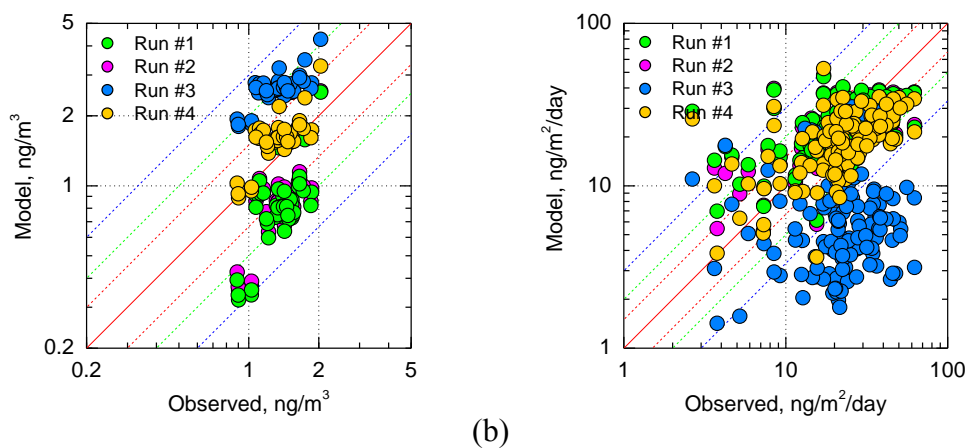 5
2
1
0.2
0.2
1
2
5
Model, ng/m³
Observed, ng/m³
Run #1
Run #2
Run #3
Run #4
100
10
1
1
10
100
Model, ng/m²/day
Observed, ng/m²/day
Run #1
Run #2
Run #3
Run #4
(b)